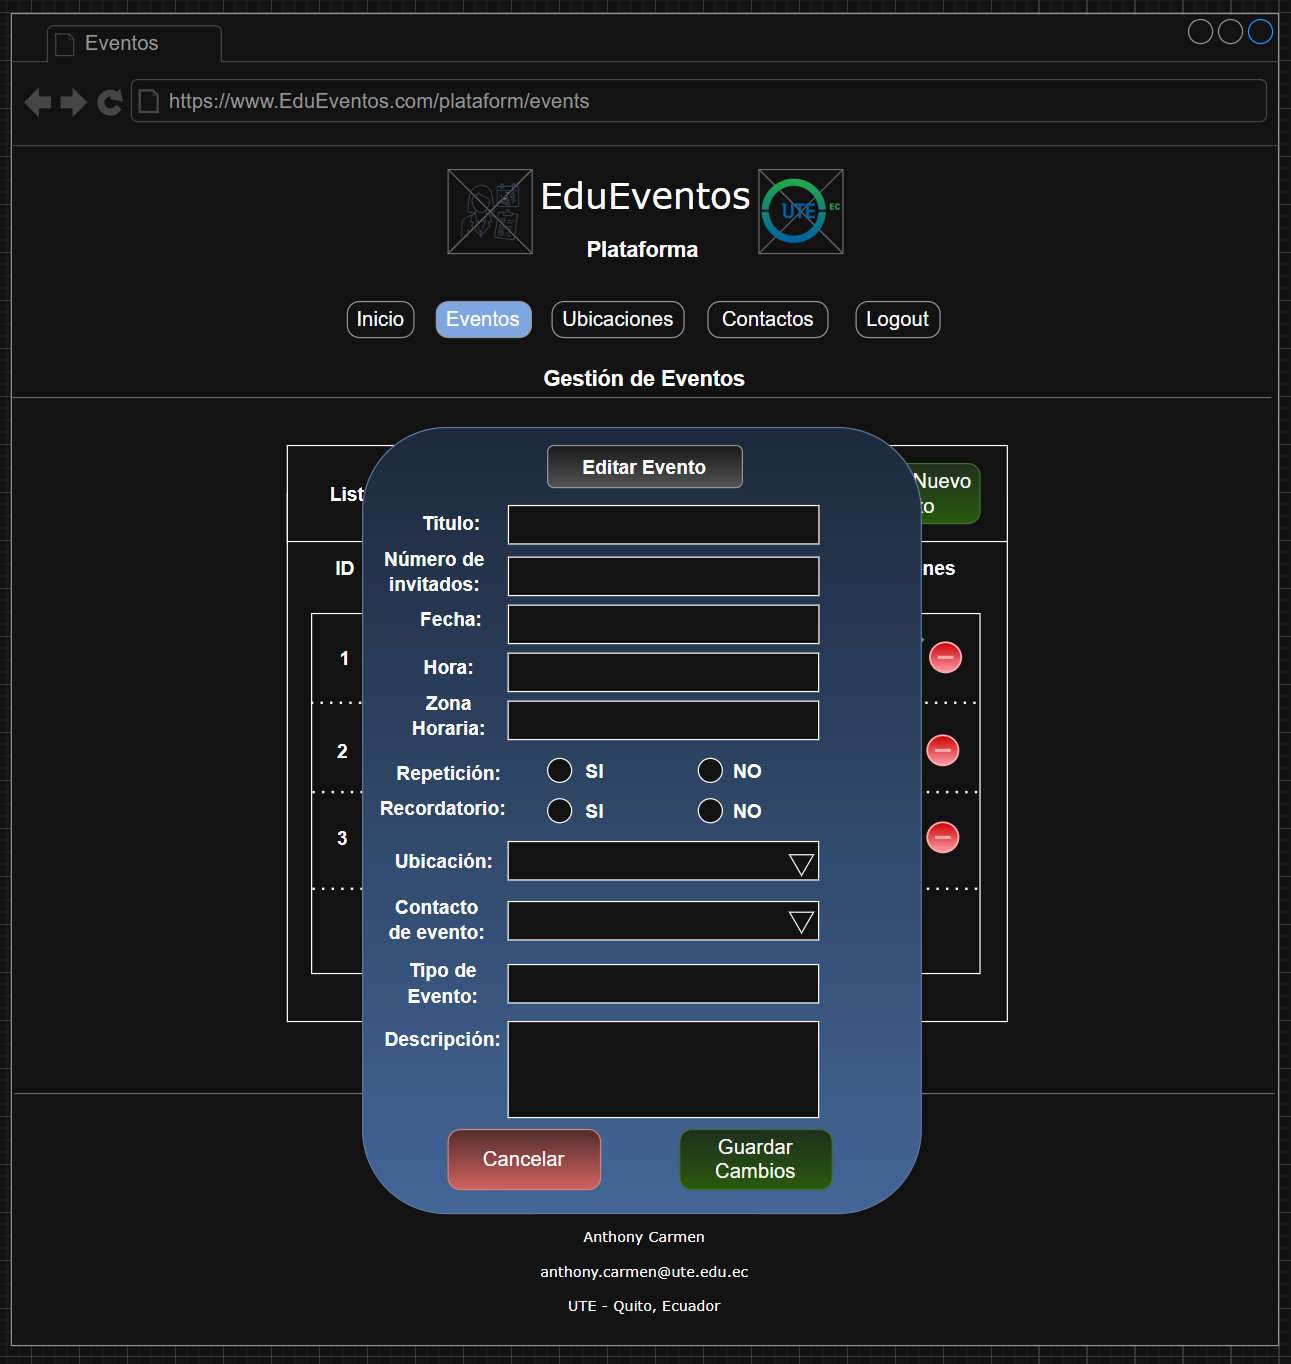 Eventos
https://www.EduEventos.com/plataform/events
EduEventos
UTE EC
Plataforma
Inicio Eventos Ubicaciones Contactos Logout
Gestión de Eventos
Editar Evento
List
Nuevo
to
Titulo:
Número de
invitados:
ID
nes
Fecha:
1
Hora:
Zona
Horaria:
2
Repetición: SI NO
Recordatorio: SI NO
3
Ubicación:
Contacto
de evento:
Tipo de
Evento:
Descripción:
Cancelar
Guardar
Cambios
Anthony Carmen
anthony.carmen@ute.edu.ec
UTE - Quito, Ecuador